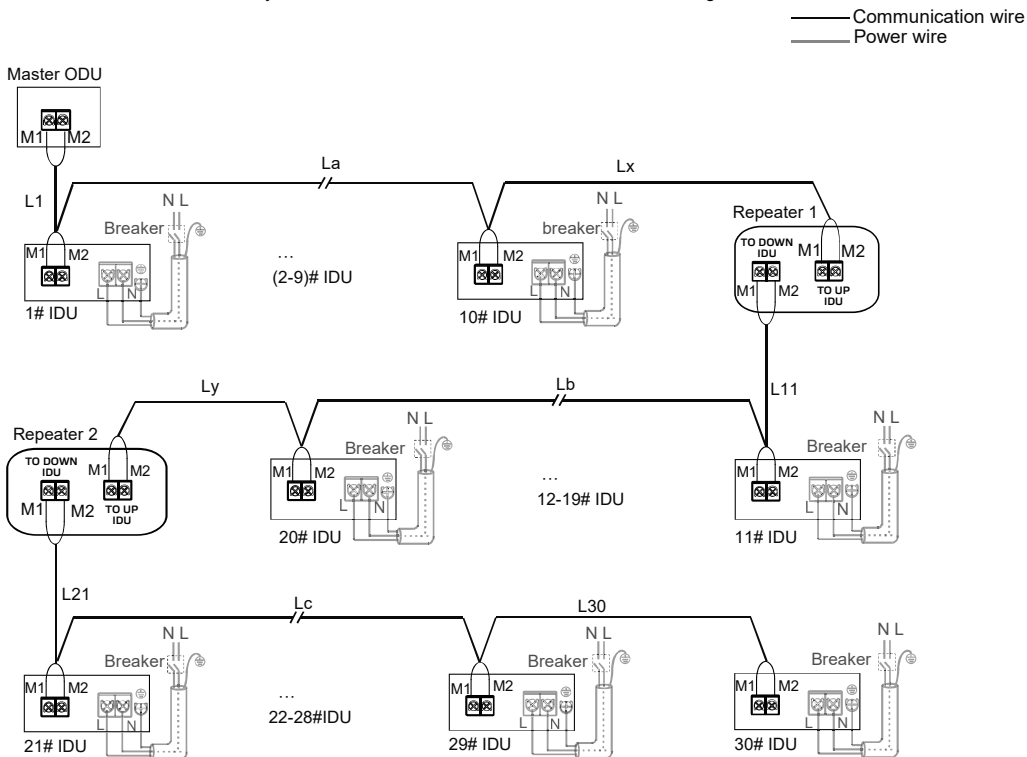 Communication wire
Power wire
Master ODU
M1 M2
L1
La
Lx
N L
Breaker
M1 M2
L N
1# IDU
...
(2-9)# IDU
N L
breaker
M1 M2
L N
10# IDU
Repeater 1
TO DOWN
IDU
M1 M2
M1 M2
TO UP
IDU
L11
Ly
Lb
Repeater 2
TO DOWN
IDU
M1 M2
M1 M2
TO UP
IDU
N L
Breaker
M1 M2
L N
20# IDU
...
12-19# IDU
N L
Breaker
M1 M2
L N
11# IDU
L21
Lc
L30
N L
Breaker
M1 M2
L N
21# IDU
...
22-28#IDU
N L
Breaker
M1 M2
L N
29# IDU
N L
Breaker
M1 M2
L N
30# IDU